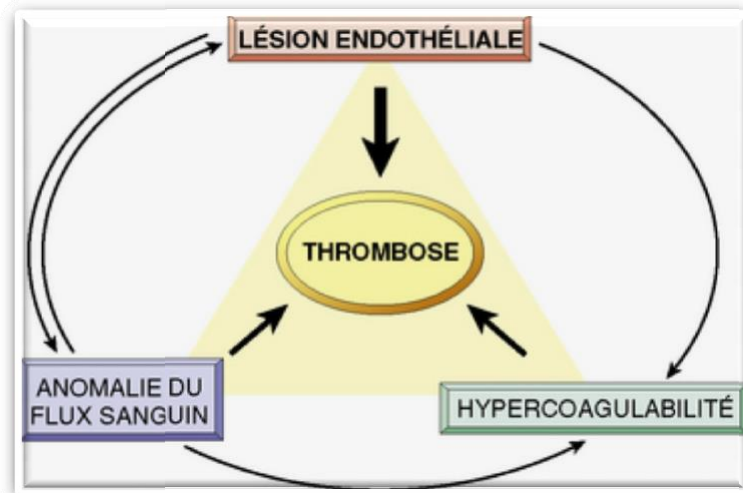 LÉSION ENDOTHÉLIALE
THROMBOSE
ANOMALIE DU
FLUX SANGUIN
HYPERCOAGULABILITÉ